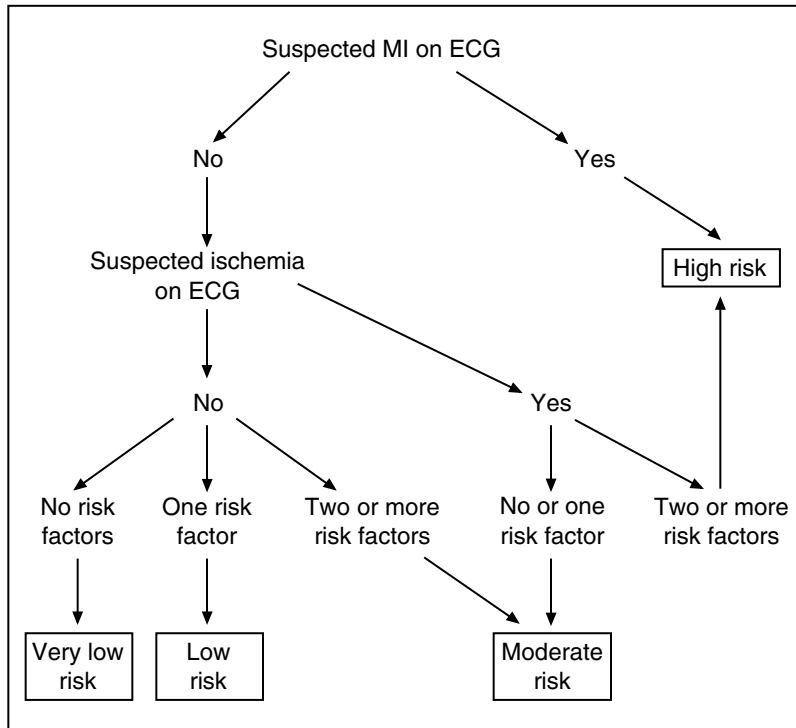 Suspected MI on ECG
No
Yes
Suspected ischemia
on ECG
High risk
No
Yes
No risk
factors
One risk
factor
Two or more
risk factors
No or one
risk factor
Two or more
risk factors
Very low
risk
Low
risk
Moderate
risk